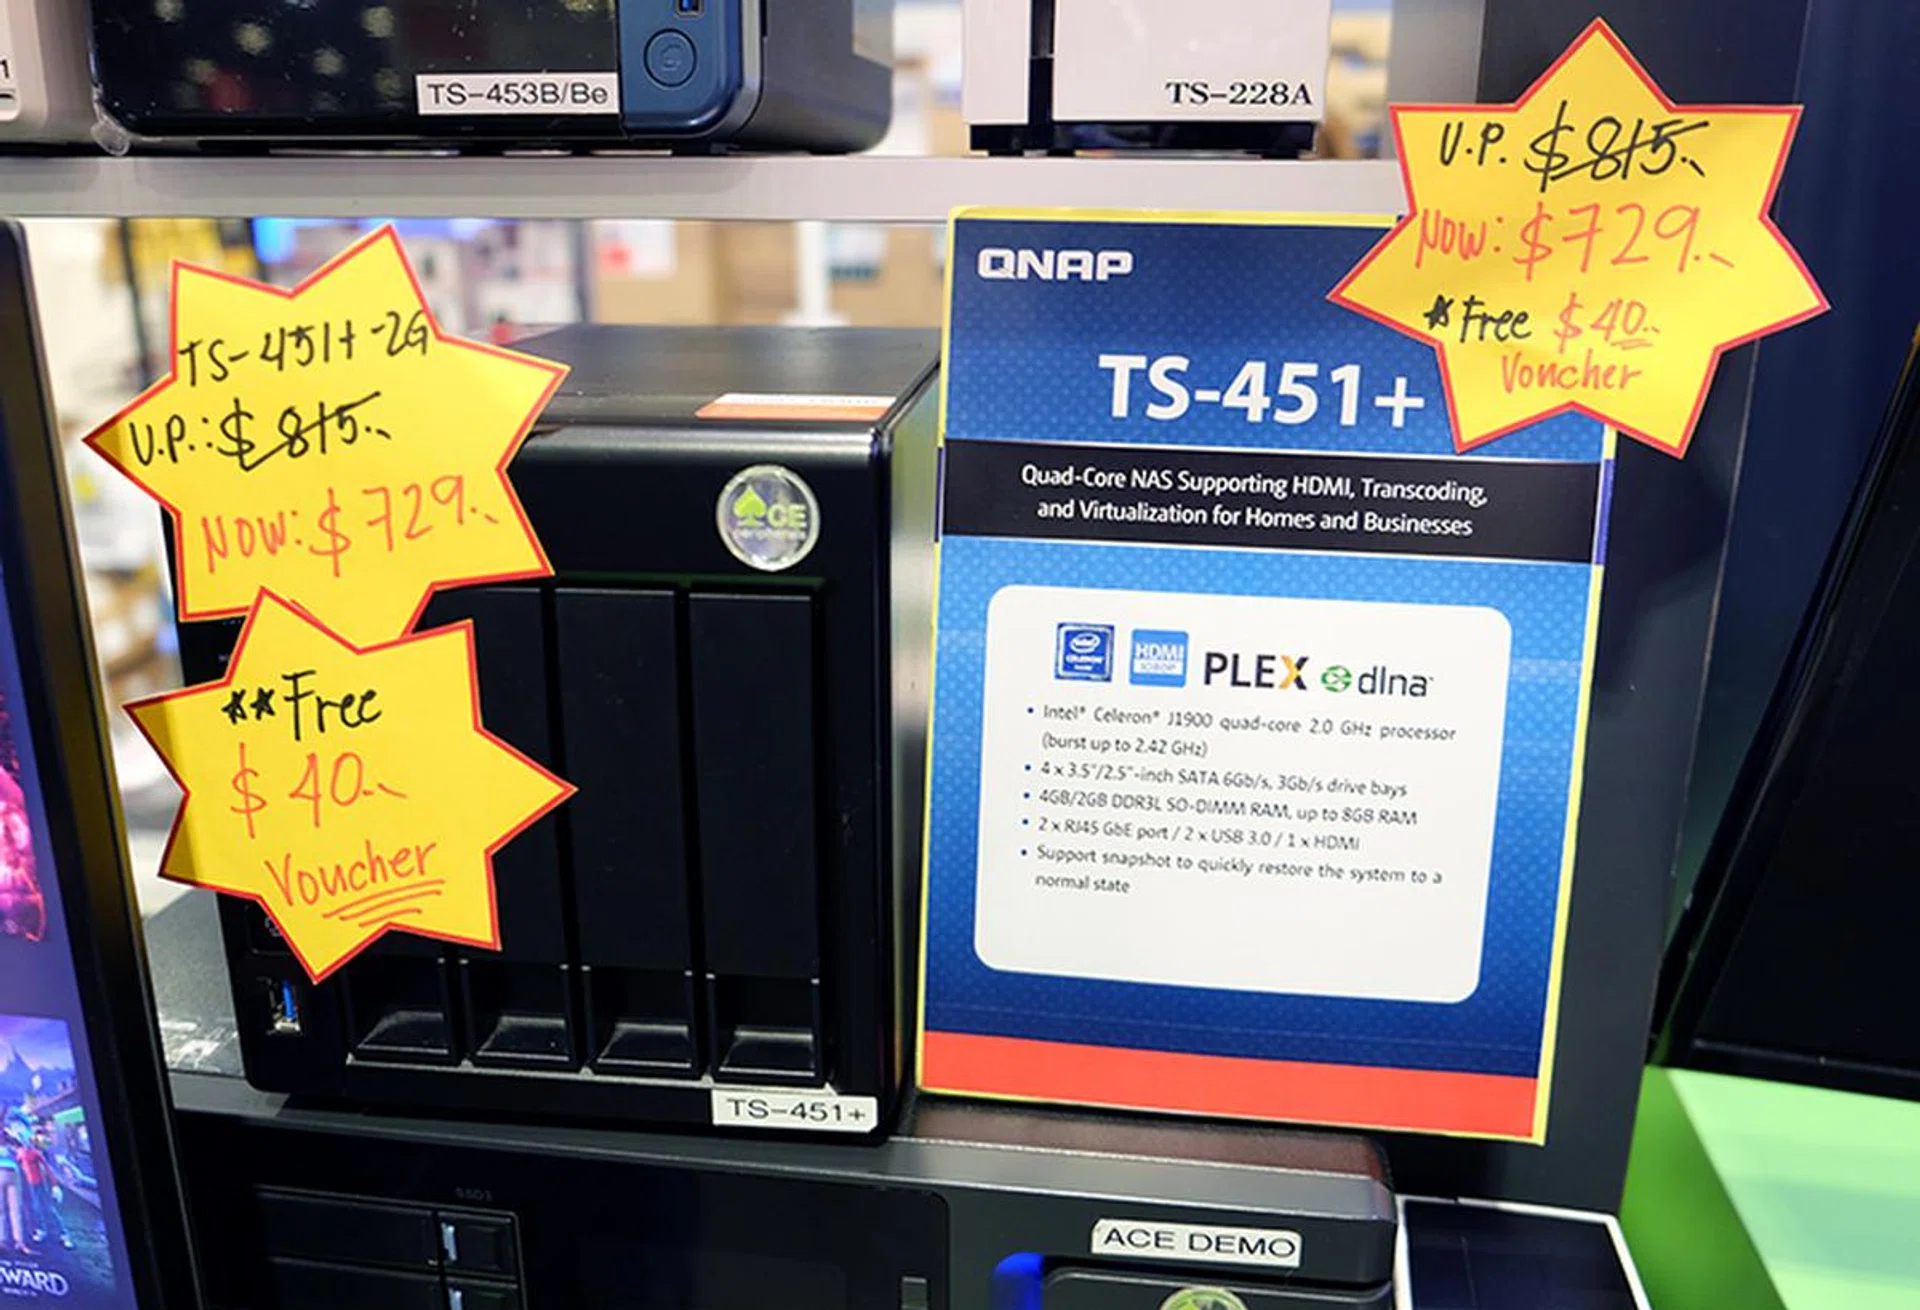 TS-453B/Be
TS-228A
U.P. $815.
Now: $729.
*Free $40.
Voucher
QNAP
TS-451+
Quad-Core NAS Supporting HDMI, Transcoding,
and Virtualization for Homes and Businesses
intel CELERON
HDMI
1080P
PLEX
dlna
• Intel® Celeron® J1900 quad-core 2.0 GHz processor
(burst up to 2.42 GHz)
• 4 x 3.5"/2.5"-inch SATA 6Gb/s, 3Gb/s drive bays
• 4GB/2GB DDR3L SO-DIMM RAM, up to 8GB RAM
• 2 x RJ45 GbE port / 2 x USB 3.0 / 1 x HDMI
• Support snapshot to quickly restore the system to a
normal state
TS-451+-2G
U.P.: $815.
Now: $729.
**Free
$40.
Voucher
CE
peripherals
TS-451+
ACE DEMO